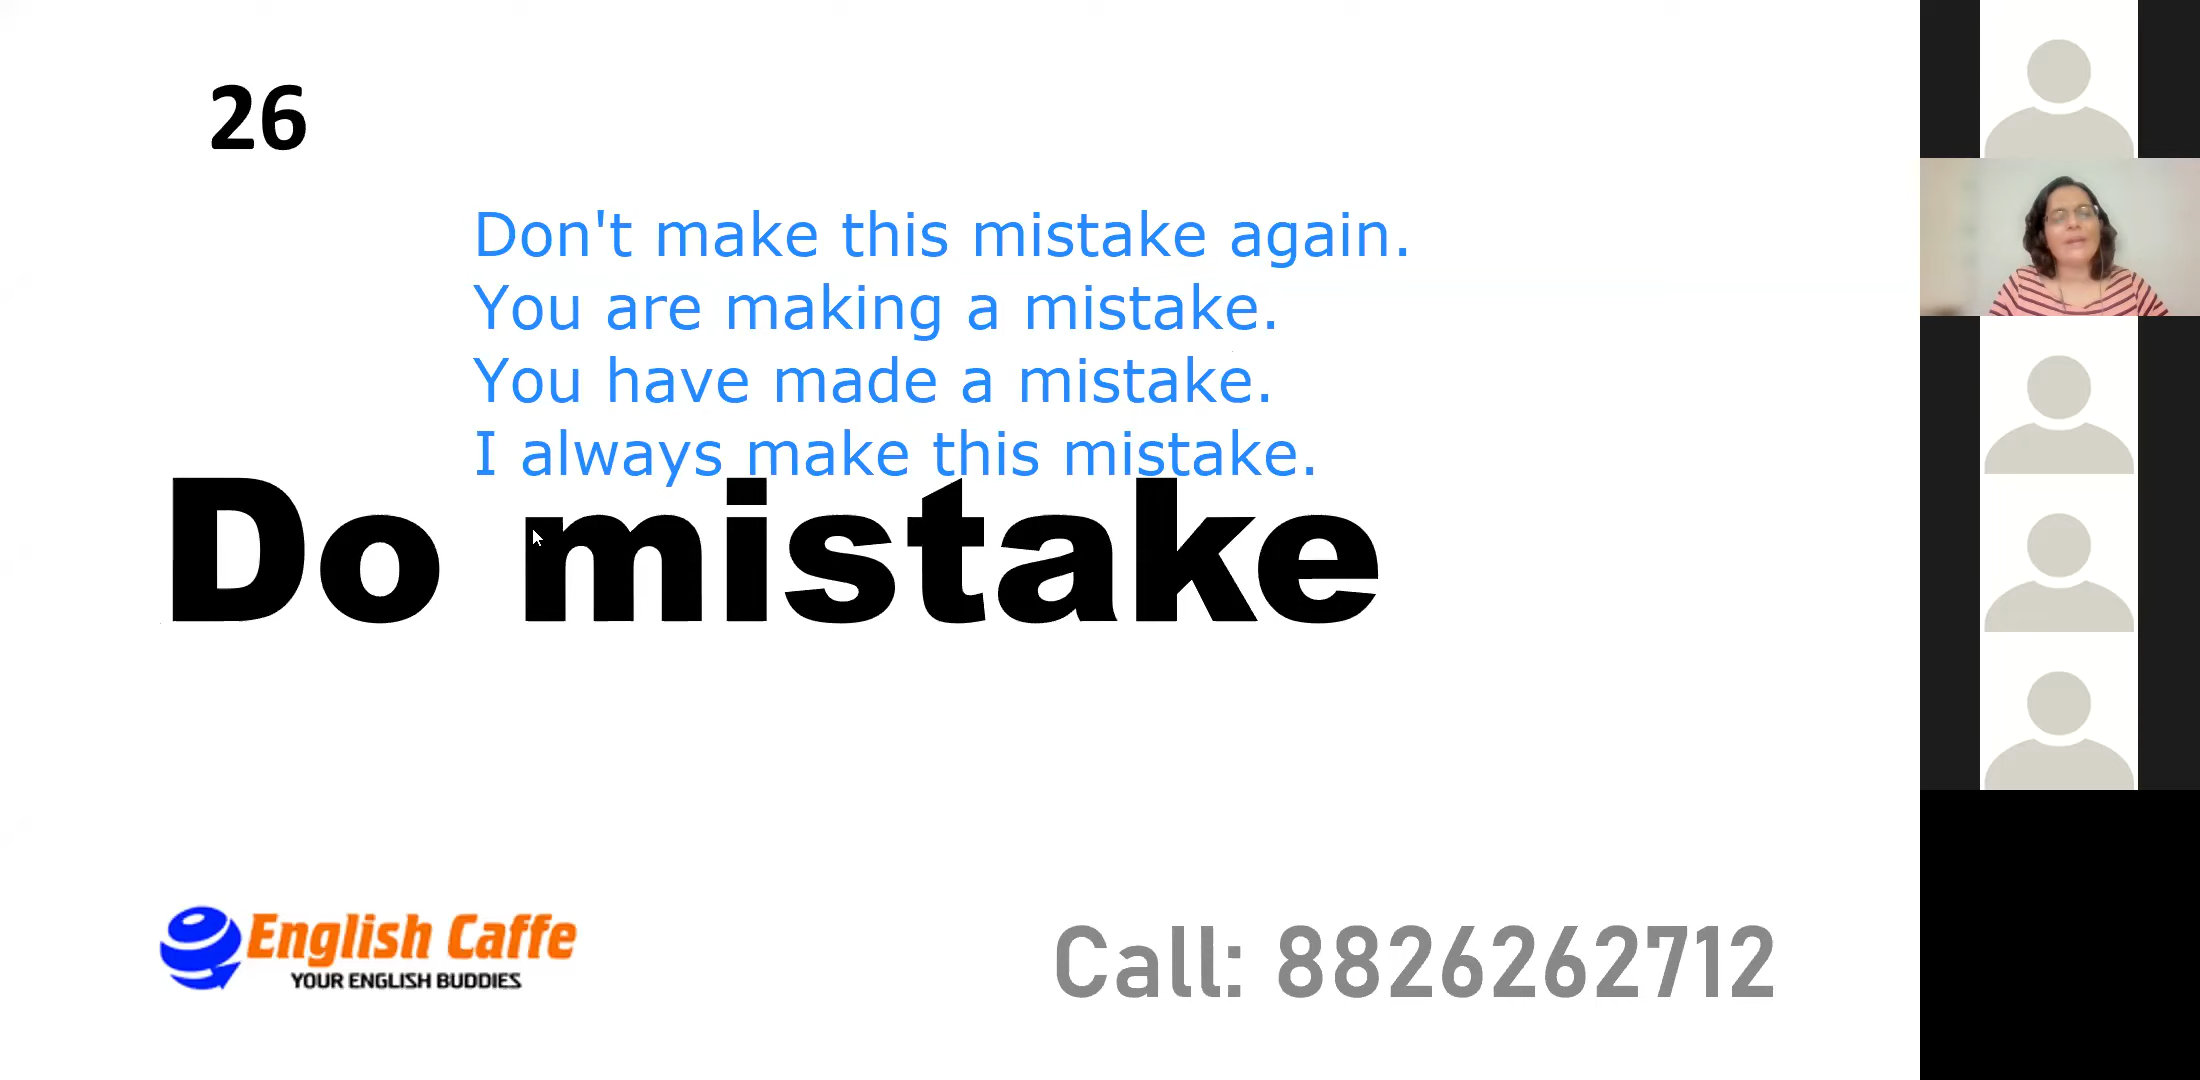 26
Don't make this mistake again.
You are making a mistake.
You have made a mistake.
I always make this mistake.
Do mistake
English Caffe
YOUR ENGLISH BUDDIES
Call: 8826262712